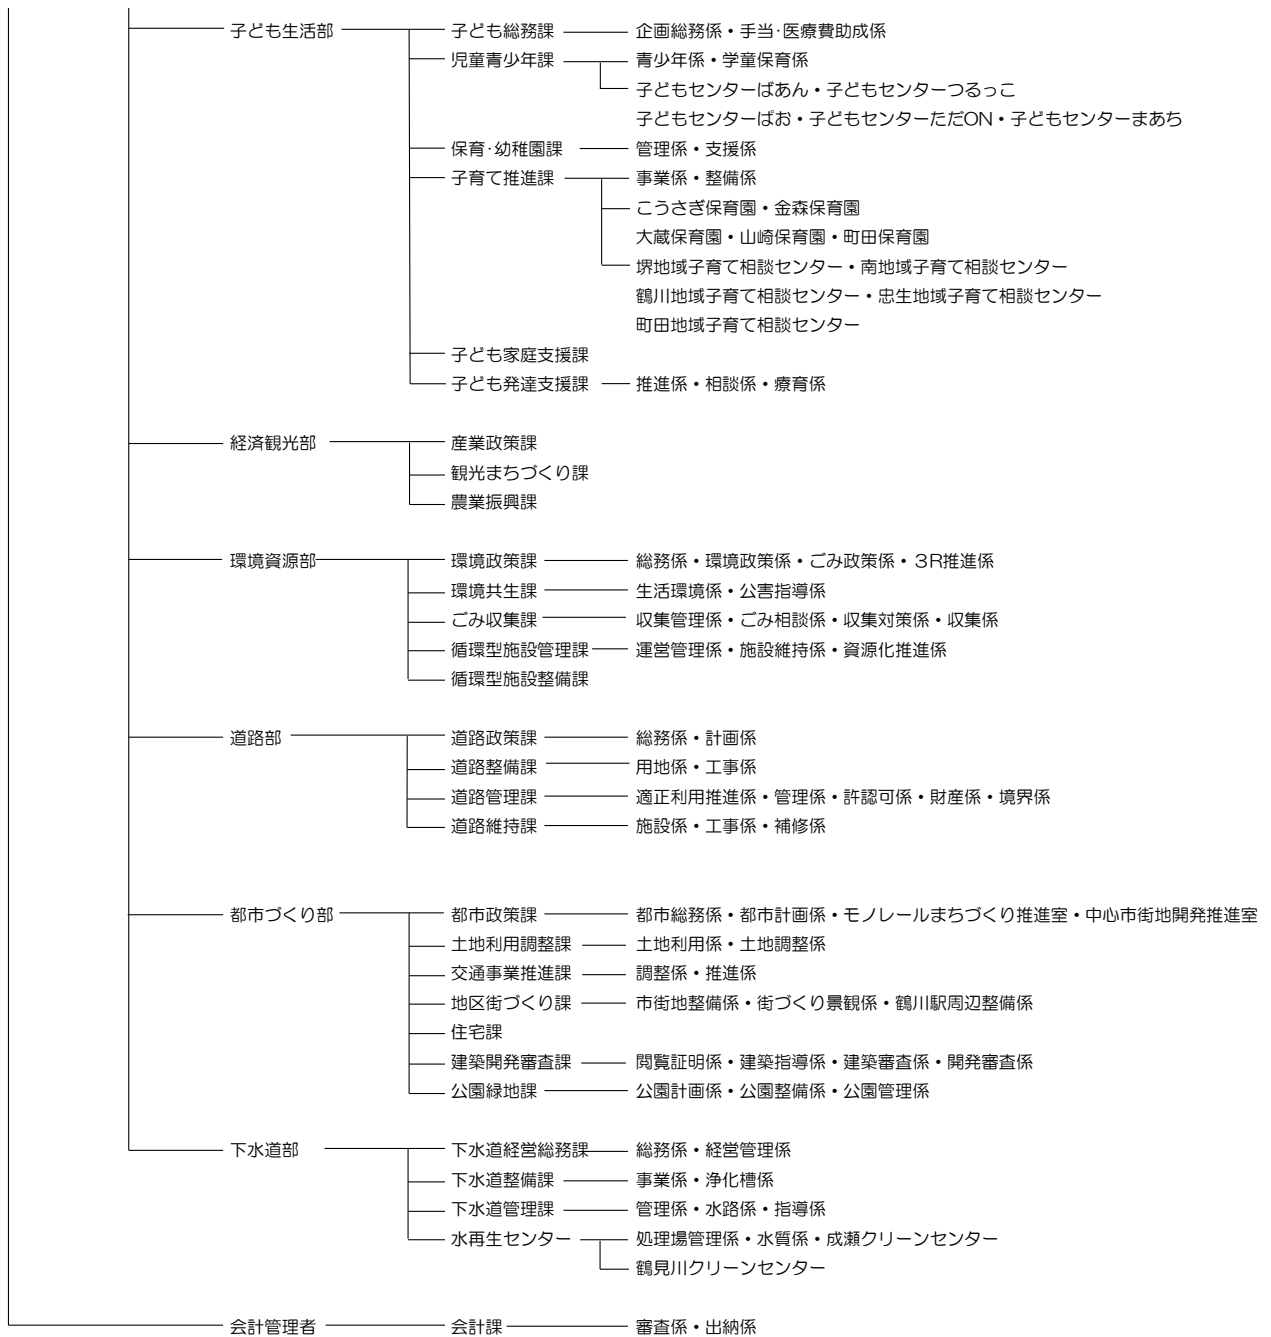 子ども生活部 子ども総務課 企画総務係・手当･医療費助成係
児童青少年課 青少年係・学童保育係
子どもセンターばあん・子どもセンターつるっこ
子どもセンターぱお・子どもセンターただON・子どもセンターまあち
保育･幼稚園課 管理係・支援係
子育て推進課 事業係・整備係
こうさぎ保育園・金森保育園
大蔵保育園・山崎保育園・町田保育園
堺地域子育て相談センター・南地域子育て相談センター
鶴川地域子育て相談センター・忠生地域子育て相談センター
町田地域子育て相談センター
子ども家庭支援課
子ども発達支援課 推進係・相談係・療育係
経済観光部 産業政策課
観光まちづくり課
農業振興課
環境資源部 環境政策課 総務係・環境政策係・ごみ政策係・3R推進係
環境共生課 生活環境係・公害指導係
ごみ収集課 収集管理係・ごみ相談係・収集対策係・収集係
循環型施設管理課 運営管理係・施設維持係・資源化推進係
循環型施設整備課
道路部 道路政策課 総務係・計画係
道路整備課 用地係・工事係
道路管理課 適正利用推進係・管理係・許認可係・財産係・境界係
道路維持課 施設係・工事係・補修係
都市づくり部 都市政策課 都市総務係・都市計画係・モノレールまちづくり推進室・中心市街地開発推進室
土地利用調整課 土地利用係・土地調整係
交通事業推進課 調整係・推進係
地区街づくり課 市街地整備係・街づくり景観係・鶴川駅周辺整備係
住宅課
建築開発審査課 閲覧証明係・建築指導係・建築審査係・開発審査係
公園緑地課 公園計画係・公園整備係・公園管理係
下水道部 下水道経営総務課 総務係・経営管理係
下水道整備課 事業係・浄化槽係
下水道管理課 管理係・水路係・指導係
水再生センター 処理場管理係・水質係・成瀬クリーンセンター
鶴見川クリーンセンター
会計管理者 会計課 審査係・出納係